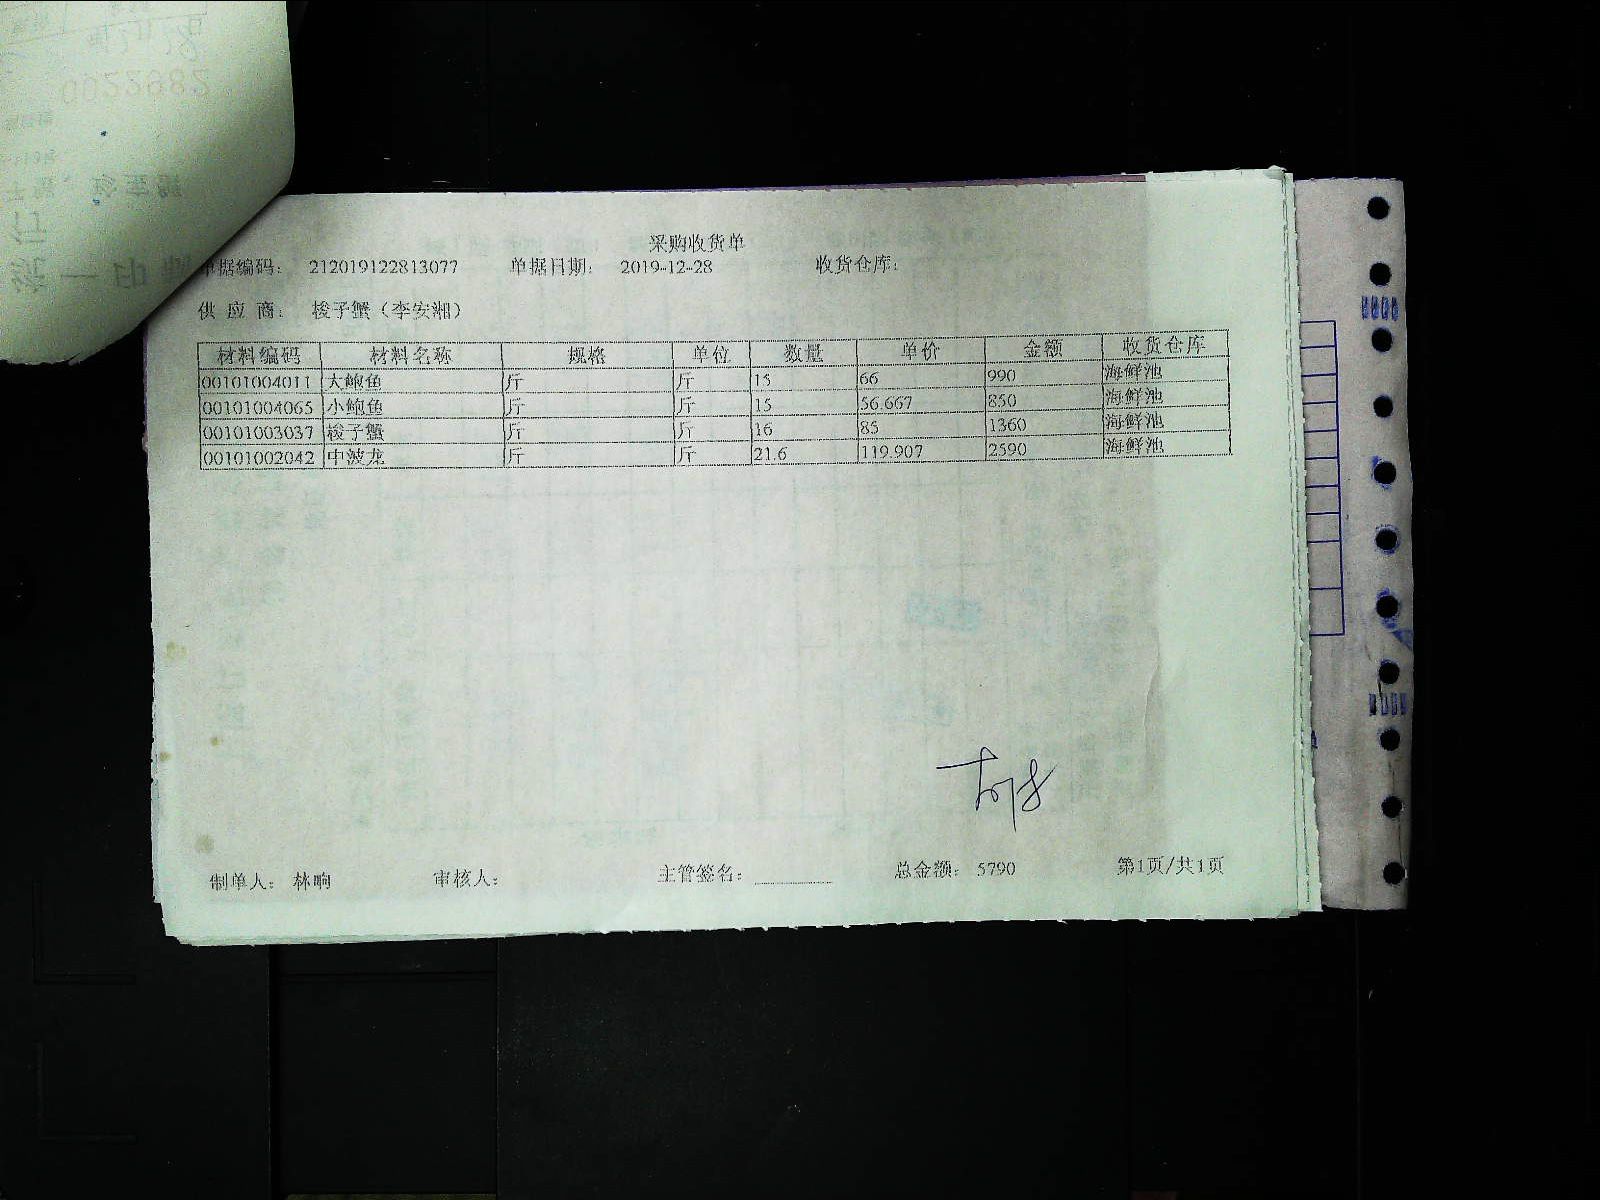 采购收货单
单据编码： 212019122813077 单据日期： 2019-12-28 收货仓库：
供 应 商： 梭子蟹（李安湘）
材料编码 材料名称 规格 单位 数量 单价 金额 收货仓库
00101004011 大鲍鱼 斤 斤 15 66 990 海鲜池
00101004065 小鲍鱼 斤 斤 15 56.667 850 海鲜池
00101003037 梭子蟹 斤 斤 16 85 1360 海鲜池
00101002042 中波龙 斤 斤 21.6 119.907 2590 海鲜池
制单人： 林晌 审核人： 主管签名： 总金额： 5790 第1页/共1页
0022682